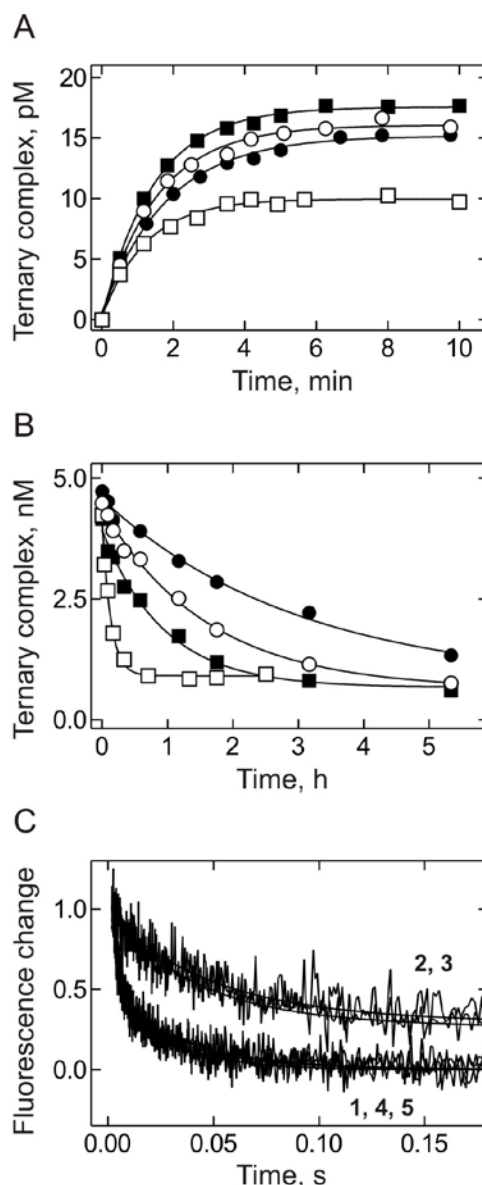 A
Ternary complex, pM
20
15
10
5
0
0 2 4 6 8 10
Time, min
B
Ternary complex, nM
5.0
2.5
0.0
0 1 2 3 4 5
Time, h
C
Fluorescence change
1.0
0.5
0.0
2, 3
1, 4, 5
0.00 0.05 0.10 0.15
Time, s